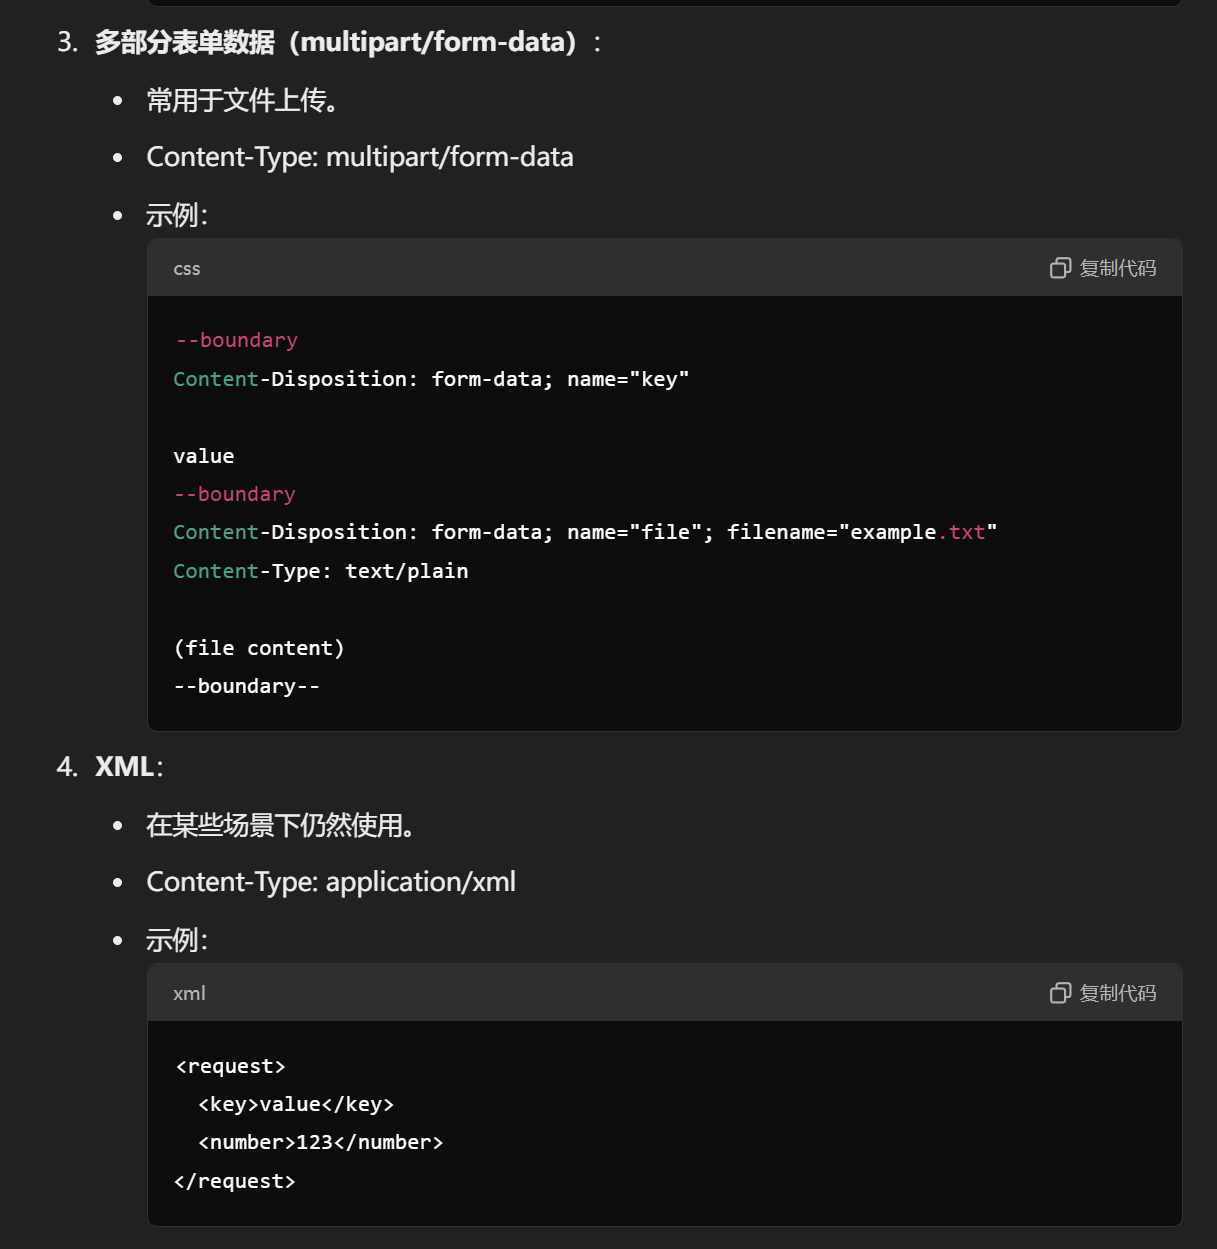 3. 多部分表单数据（multipart/form-data）：
• 常用于文件上传。
• Content-Type: multipart/form-data
• 示例：
css 复制代码
--boundary
Content-Disposition: form-data; name="key"
value
--boundary
Content-Disposition: form-data; name="file"; filename="example.txt"
Content-Type: text/plain
(file content)
--boundary--
4. XML：
• 在某些场景下仍然使用。
• Content-Type: application/xml
• 示例：
xml 复制代码
<request>
  <key>value</key>
  <number>123</number>
</request>